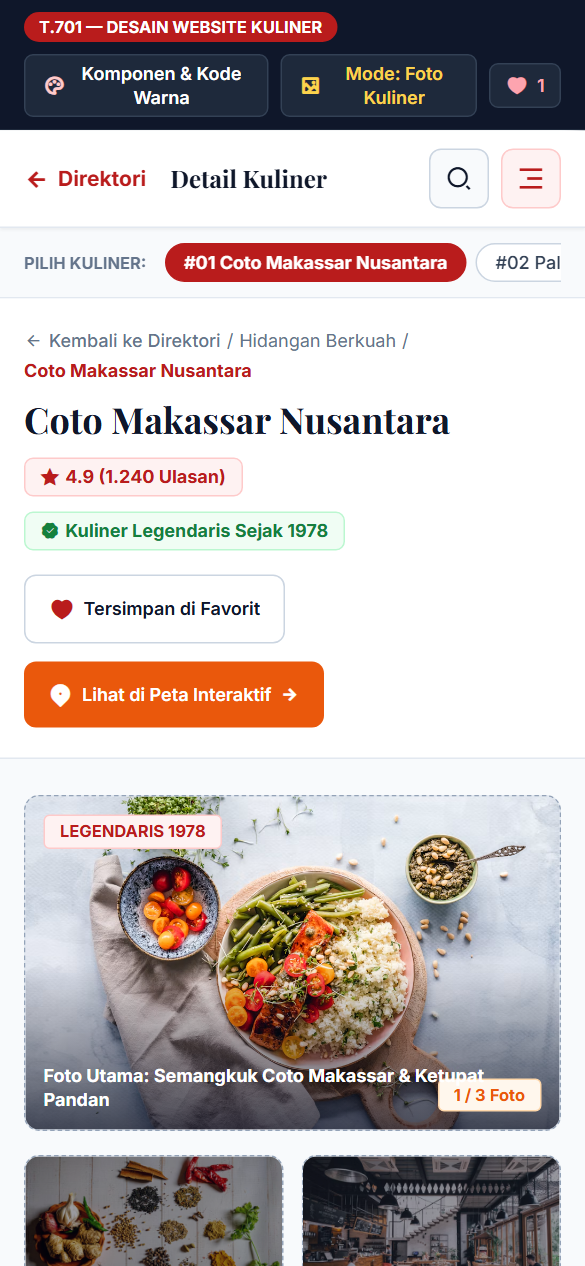 T.701 — DESAIN WEBSITE KULINER
Komponen & Kode
Warna
Mode: Foto
Kuliner
1
Direktori
Detail Kuliner
PILIH KULINER:
#01 Coto Makassar Nusantara
#02 Pal
Kembali ke Direktori / Hidangan Berkuah /
Coto Makassar Nusantara
Coto Makassar Nusantara
4.9 (1.240 Ulasan)
Kuliner Legendaris Sejak 1978
Tersimpan di Favorit
Lihat di Peta Interaktif
LEGENDARIS 1978
Foto Utama: Semangkuk Coto Makassar & Ketupat
Pandan
1 / 3 Foto